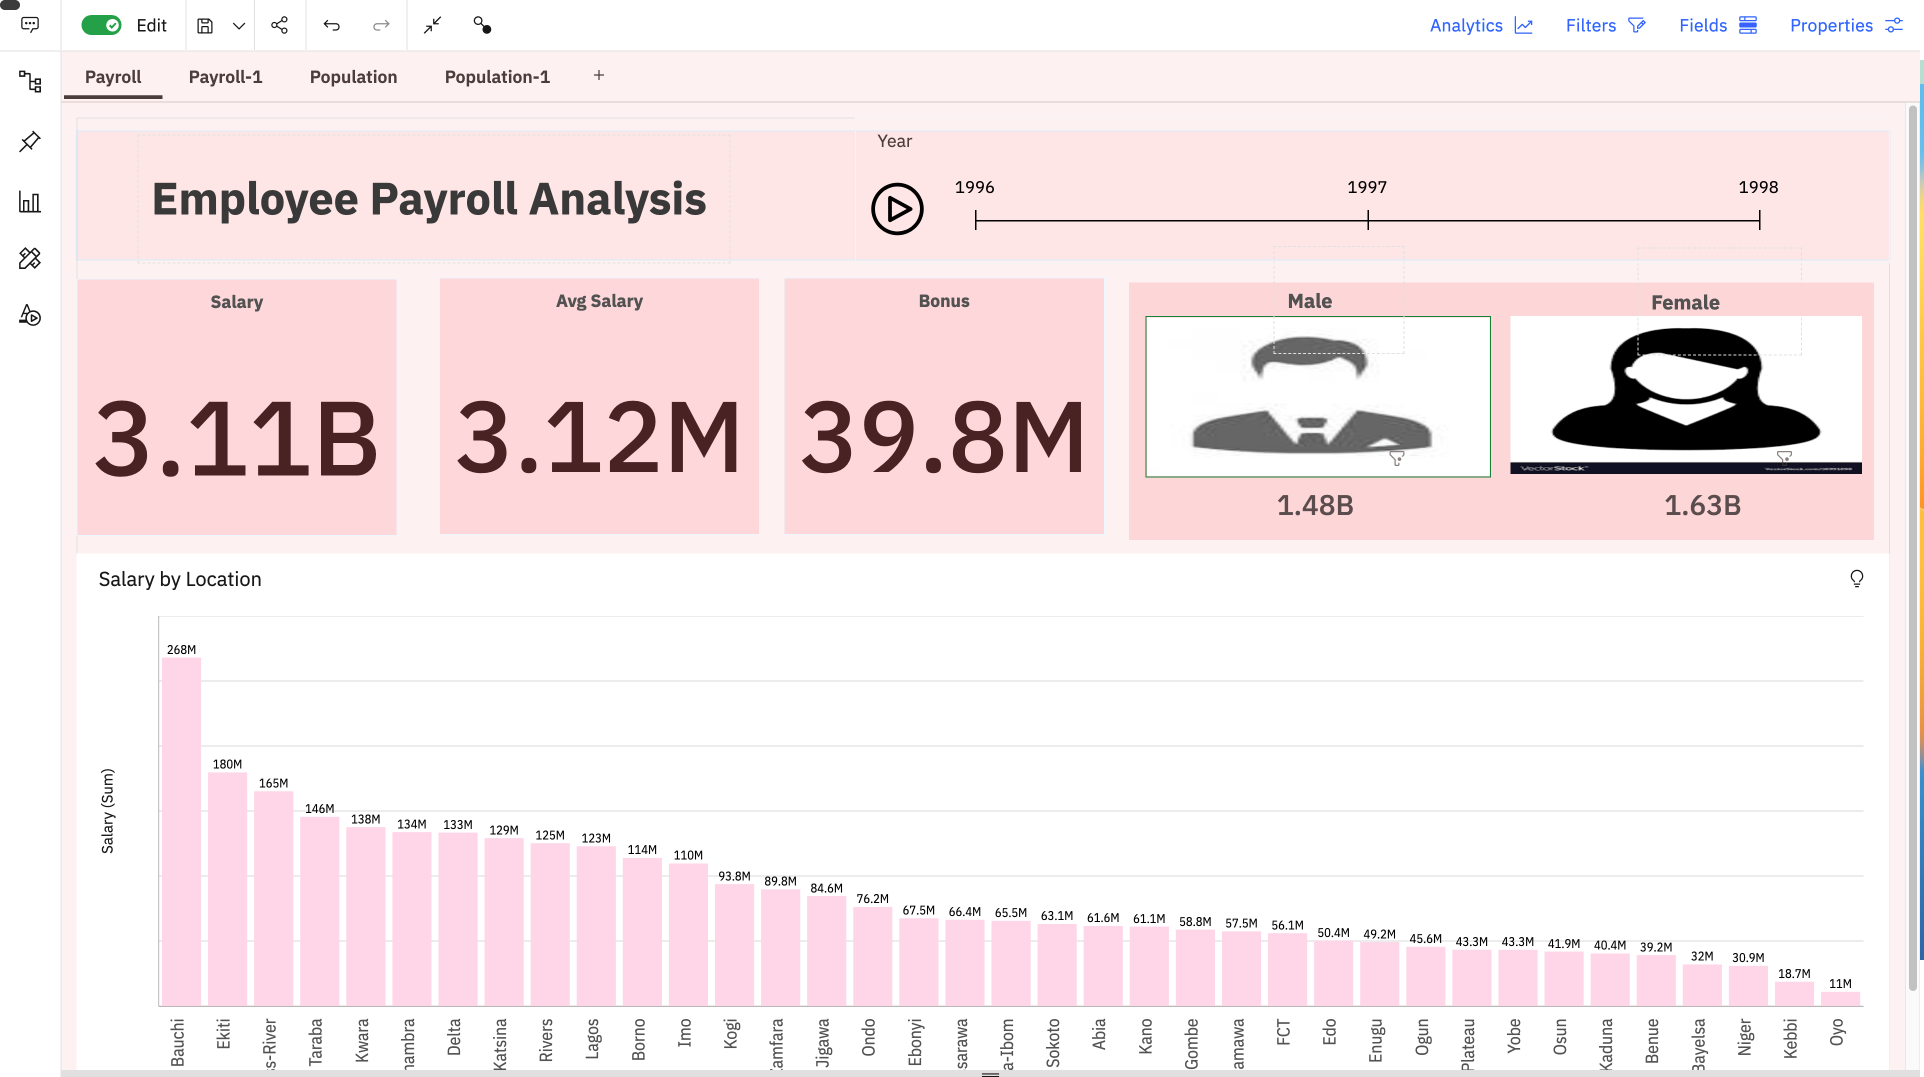 Edit
Analytics
Filters
Fields
Properties
Payroll
Payroll-1
Population
Population-1
+
Employee Payroll Analysis
Year
1996
1997
1998
Salary
3.11B
Avg Salary
3.12M
Bonus
39.8M
Male
1.48B
Female
VectorStock
1.63B
Salary by Location
Salary (Sum)
268M
180M
165M
146M
138M
134M
133M
129M
125M
123M
114M
110M
93.8M
89.8M
84.6M
76.2M
67.5M
66.4M
65.5M
63.1M
61.6M
61.1M
58.8M
57.5M
56.1M
50.4M
49.2M
45.6M
43.3M
43.3M
41.9M
40.4M
39.2M
32M
30.9M
18.7M
11M
Bauchi
Ekiti
ss-River
Taraba
Kwara
nambra
Delta
Katsina
Rivers
Lagos
Borno
Imo
Kogi
amfara
Jigawa
Ondo
Ebonyi
sarawa
a-Ibom
Sokoto
Abia
Kano
Gombe
amawa
FCT
Edo
Enugu
Ogun
Plateau
Yobe
Osun
Kaduna
Benue
Bayelsa
Niger
Kebbi
Oyo